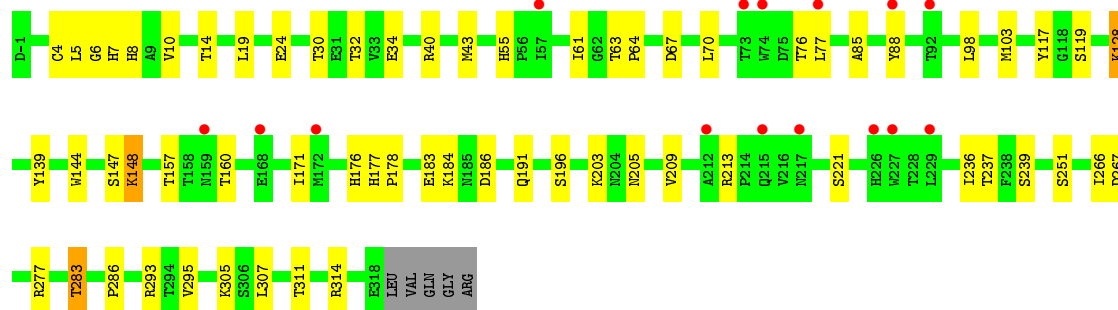 D-1 C4 L5 G6 H7 H8 A9 V10 T14 L19 E24 T30 E31 T32 V33 E34 R40 M43 H55 P56 I57 I61 G62 T63 P64 D67 L70 T73 W74 D75 T76 L77 A85 Y88 T92 L98 M103 Y117 G118 S119 K128
Y139 W144 S147 K148 T157 T158 N159 T160 E168 I171 M172 H176 H177 P178 E183 K184 N185 D186 Q191 S196 K203 N204 N205 V209 A212 R213 P214 Q215 V216 N217 S221 H226 W227 T228 L229 I236 T237 F238 S239 S251 I266
R277 T283 P286 R293 T294 V295 K305 S306 L307 T311 R314 E318 LEU VAL GLN GLY ARG